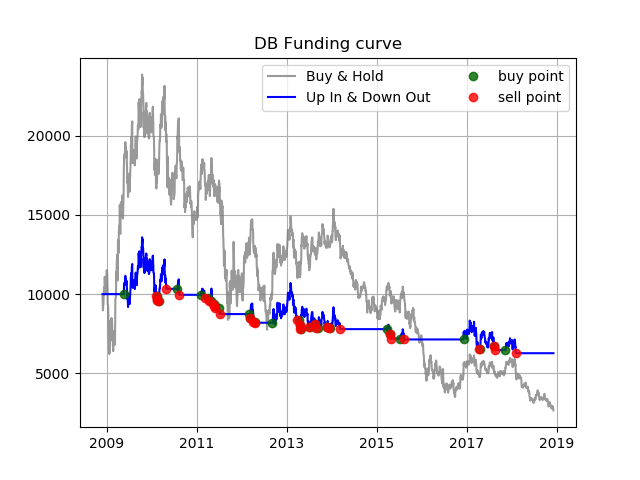 DB Funding curve
Buy & Hold
Up In & Down Out
buy point
sell point
20000
15000
10000
5000
2009 2011 2013 2015 2017 2019